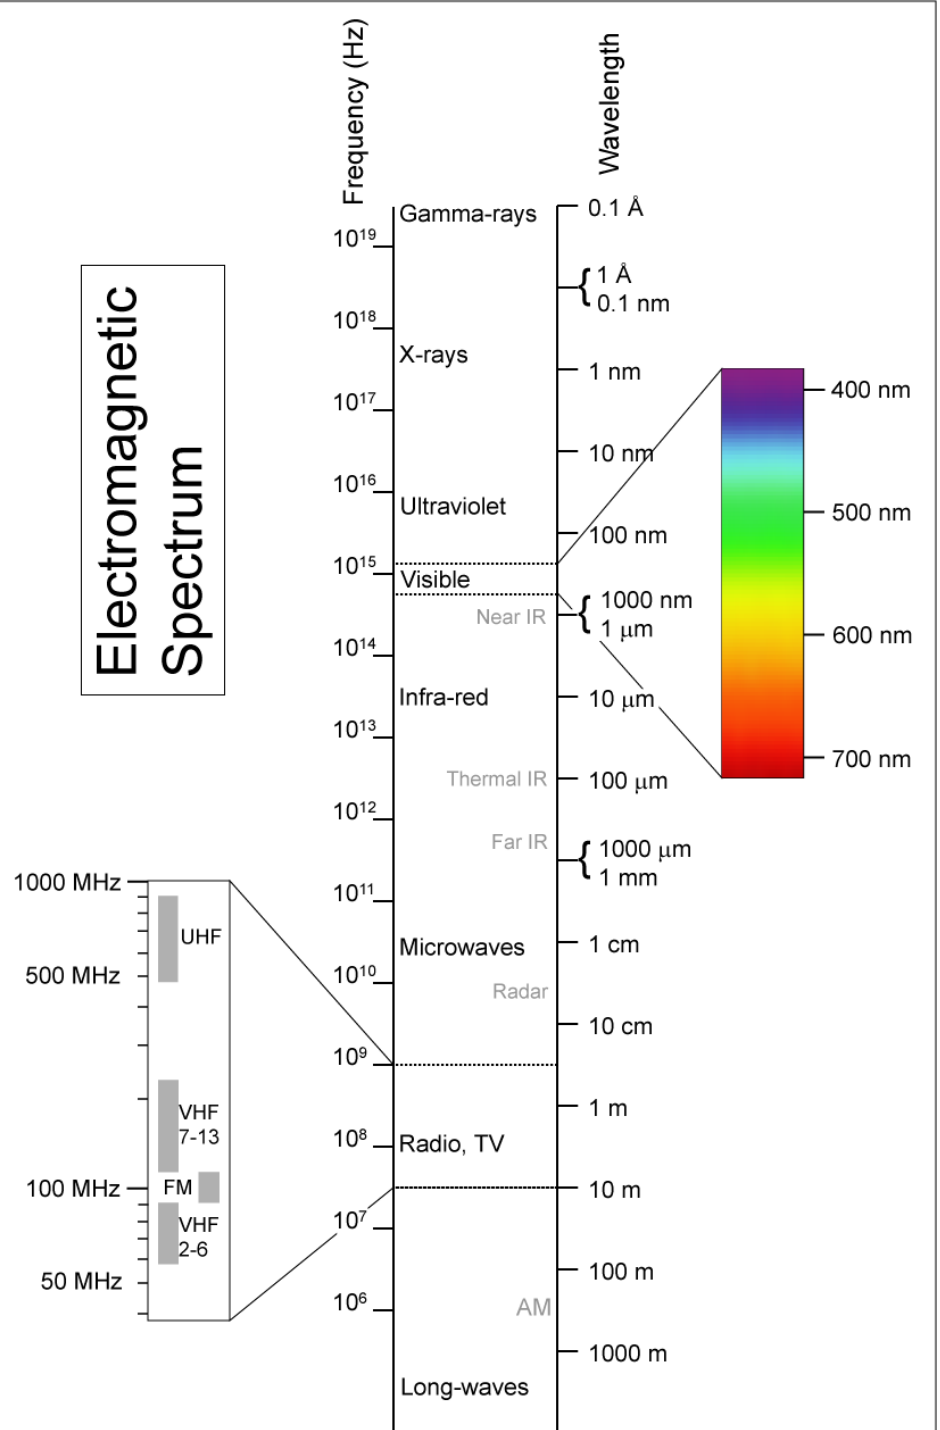 Electromagnetic
Spectrum
Frequency (Hz)
Wavelength
Gamma-rays
X-rays
Ultraviolet
Visible
Near IR
Infra-red
Thermal IR
Far IR
Microwaves
Radar
Radio, TV
AM
Long-waves
10¹⁹
10¹⁸
10¹⁷
10¹⁶
10¹⁵
10¹⁴
10¹³
10¹²
10¹¹
10¹⁰
10⁹
10⁸
10⁷
10⁶
0.1 Å
{ 1 Å
0.1 nm
1 nm
10 nm
100 nm
{ 1000 nm
1 μm
10 μm
100 μm
{ 1000 μm
1 mm
1 cm
10 cm
1 m
10 m
100 m
1000 m
400 nm
500 nm
600 nm
700 nm
1000 MHz
500 MHz
100 MHz
50 MHz
UHF
VHF
7-13
FM
VHF
2-6